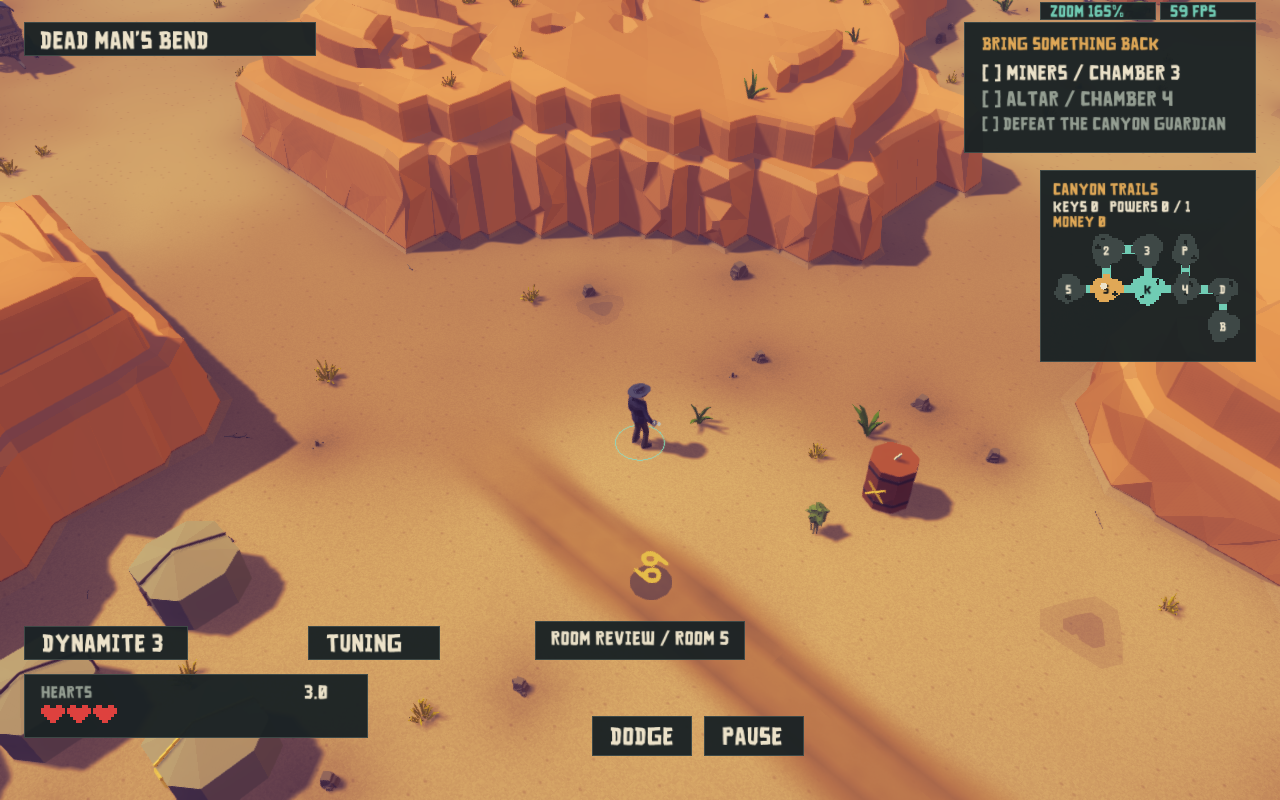 ZOOM 165%
59 FPS
DEAD MAN'S BEND
BRING SOMETHING BACK
[ ] MINERS / CHAMBER 3
[ ] ALTAR / CHAMBER 4
[ ] DEFEAT THE CANYON GUARDIAN
CANYON TRAILS
KEYS 0 POWERS 0 / 1
MONEY 0
2 3 P
S K 4 D
B
69
DYNAMITE 3
TUNING
ROOM REVIEW / ROOM 5
HEARTS 3.0
DODGE
PAUSE